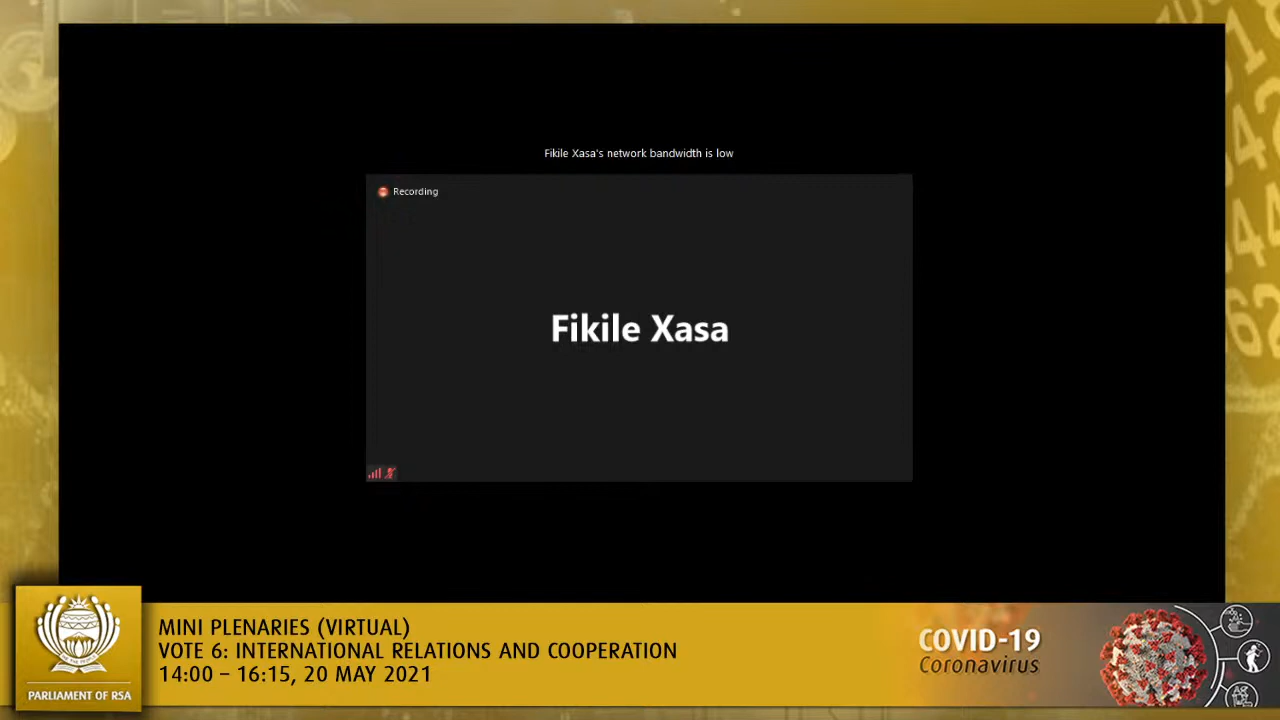 Fikile Xasa's network bandwidth is low
Recording
Fikile Xasa
MINI PLENARIES (VIRTUAL)
VOTE 6: INTERNATIONAL RELATIONS AND COOPERATION
14:00 – 16:15, 20 MAY 2021
PARLIAMENT OF RSA
COVID-19
Coronavirus